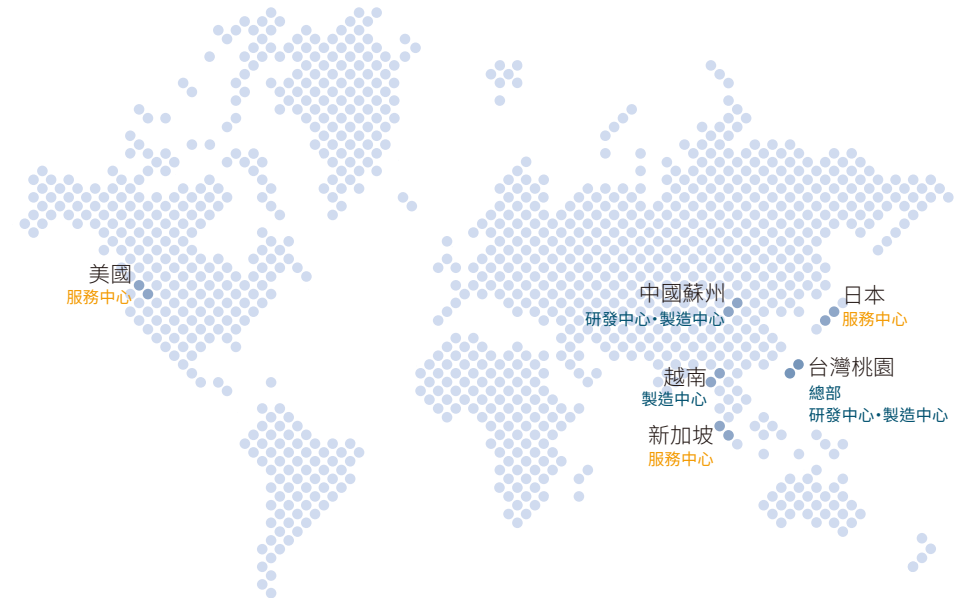 美國
服務中心
中國蘇州
研發中心•製造中心
日本
服務中心
台灣桃園
總部
研發中心•製造中心
越南
製造中心
新加坡
服務中心